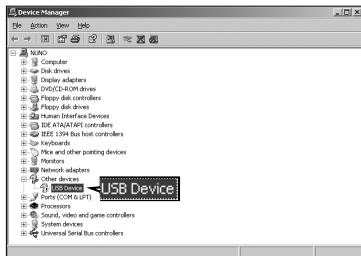 Device Manager
File Action View Help
NUNO
Computer
Disk drives
Display adapters
DVD/CD-ROM drives
Floppy disk controllers
Floppy disk drives
Human Interface Devices
IDE ATA/ATAPI controllers
IEEE 1394 Bus host controllers
Keyboards
Mice and other pointing devices
Monitors
Network adapters
Other devices
USB Device USB Device
Ports (COM & LPT)
Processors
Sound, video and game controllers
System devices
Universal Serial Bus controllers